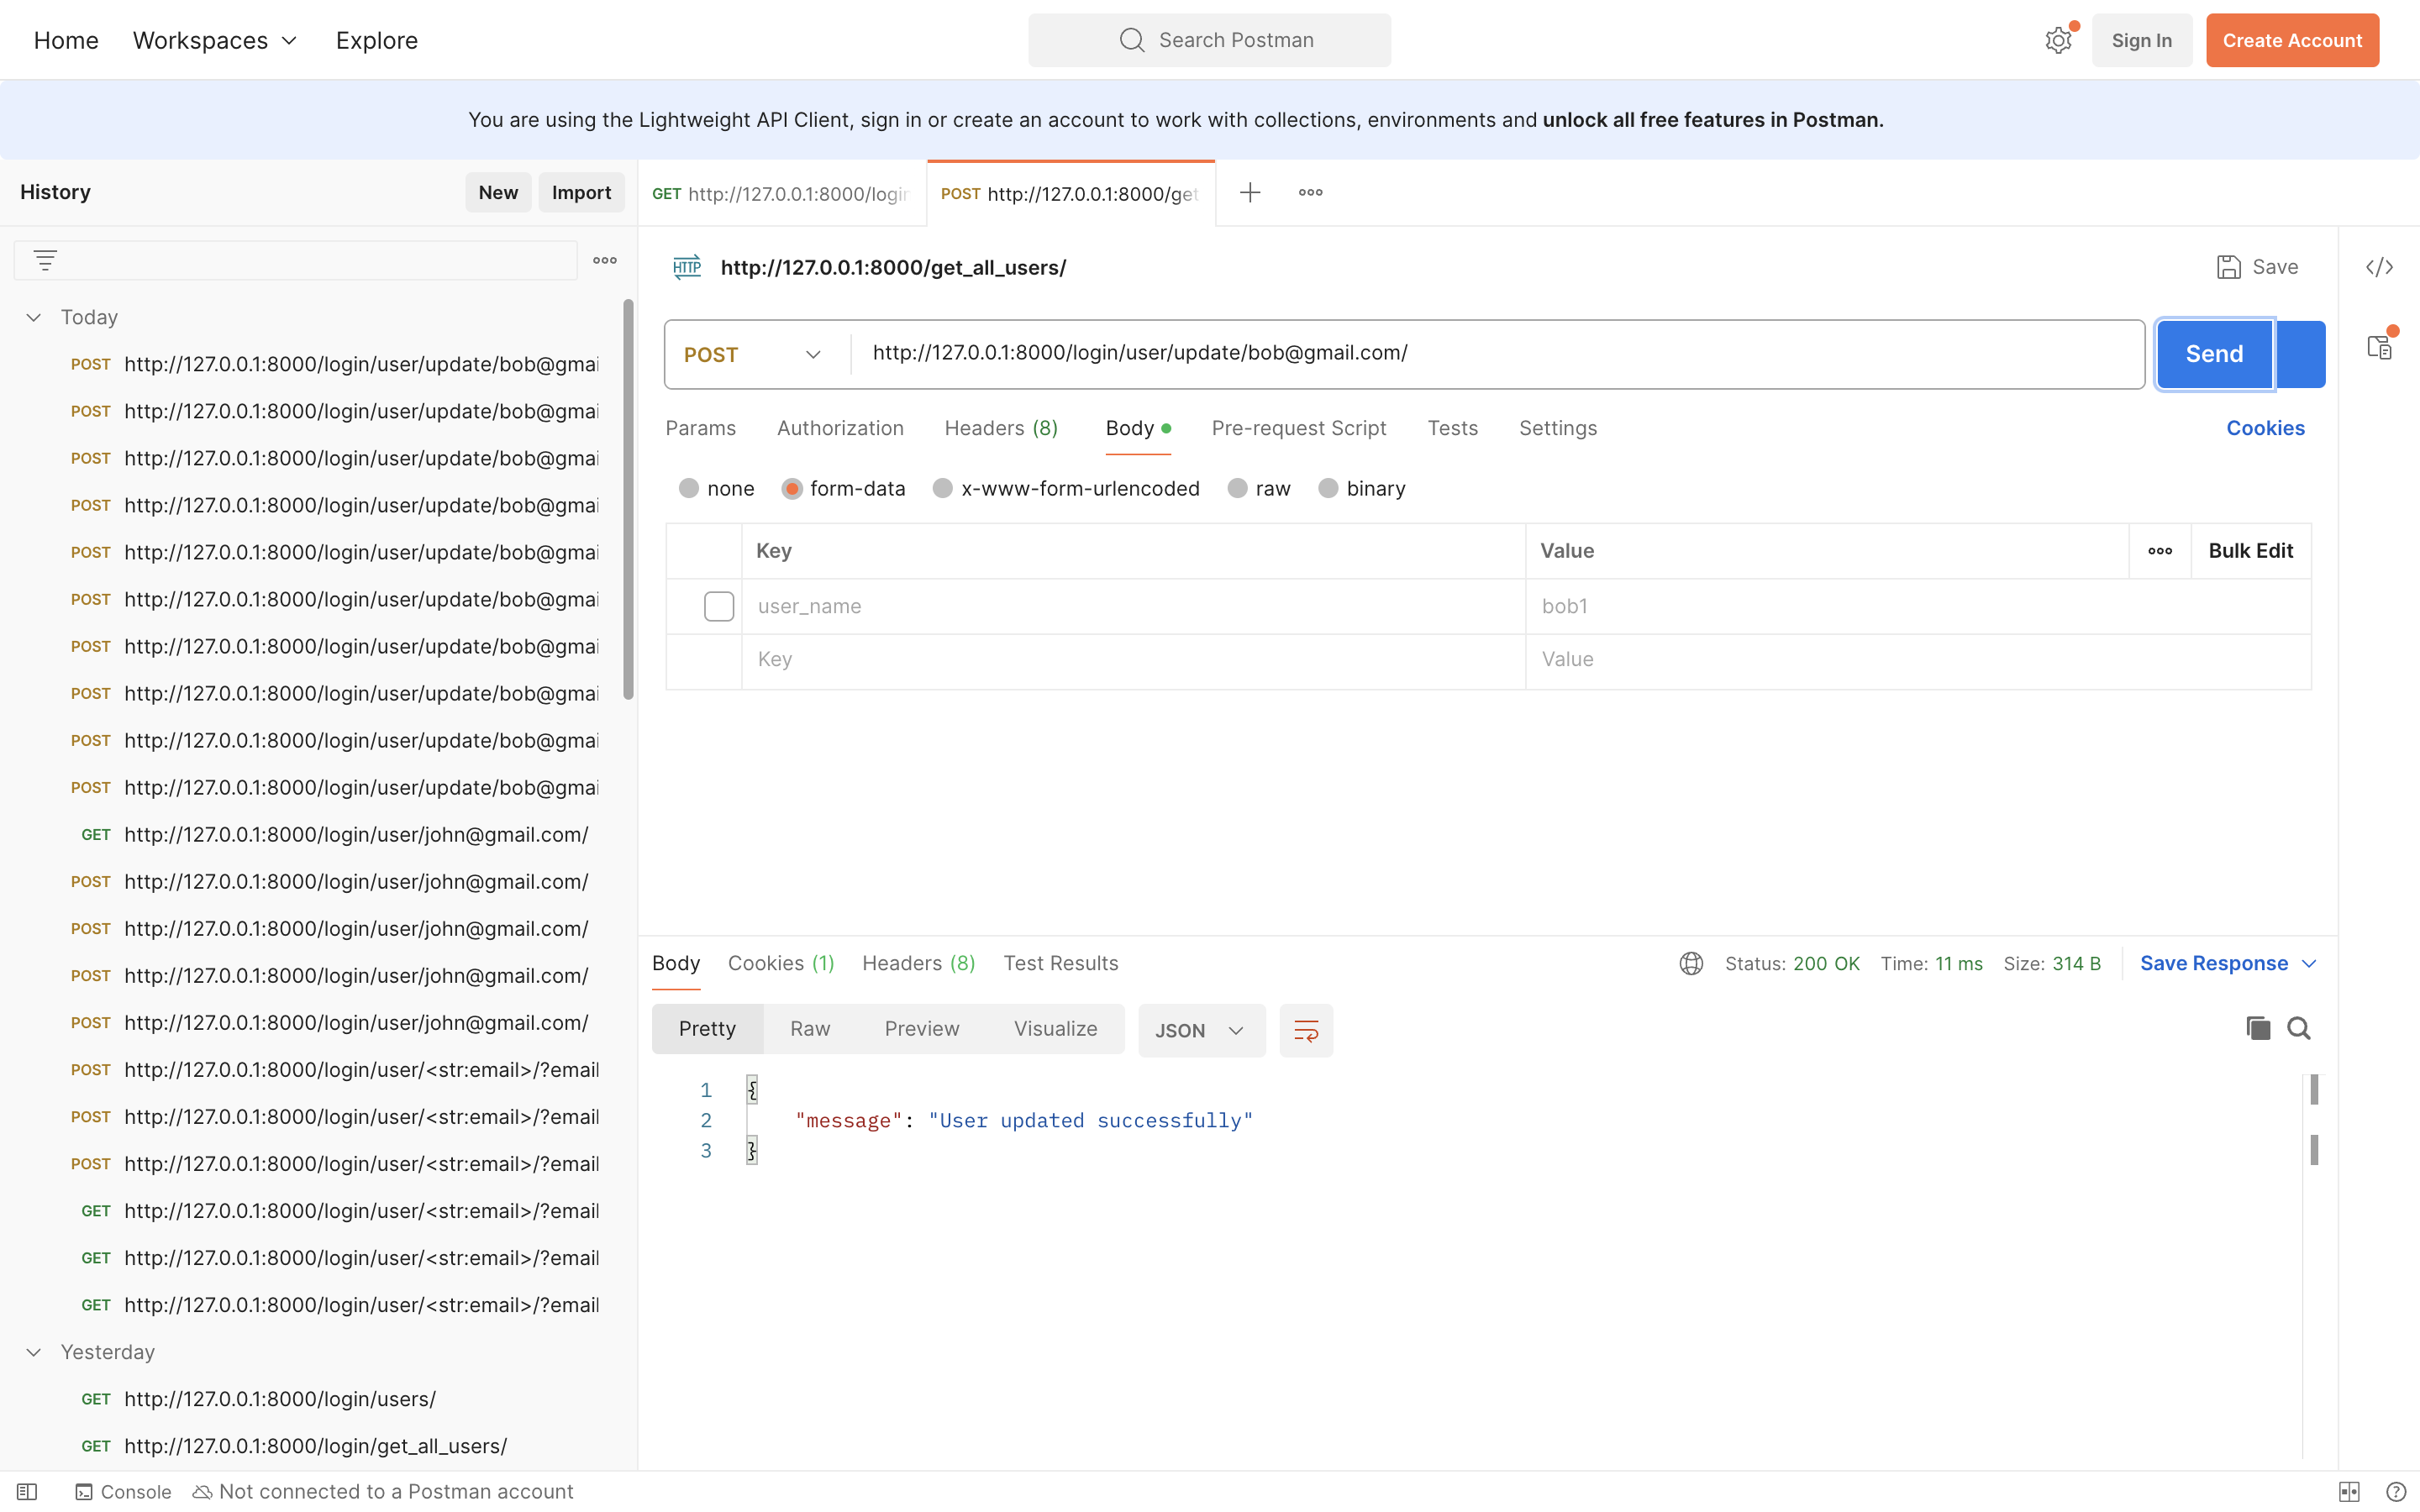 Home Workspaces Explore Search Postman Sign In Create Account
You are using the Lightweight API Client, sign in or create an account to work with collections, environments and unlock all free features in Postman.
History New Import
GET http://127.0.0.1:8000/login POST http://127.0.0.1:8000/get
HTTP http://127.0.0.1:8000/get_all_users/ Save
Today
POST http://127.0.0.1:8000/login/user/update/bob@gmai
POST http://127.0.0.1:8000/login/user/update/bob@gmai
POST http://127.0.0.1:8000/login/user/update/bob@gmai
POST http://127.0.0.1:8000/login/user/update/bob@gmai
POST http://127.0.0.1:8000/login/user/update/bob@gmai
POST http://127.0.0.1:8000/login/user/update/bob@gmai
POST http://127.0.0.1:8000/login/user/update/bob@gmai
POST http://127.0.0.1:8000/login/user/update/bob@gmai
POST http://127.0.0.1:8000/login/user/update/bob@gmai
POST http://127.0.0.1:8000/login/user/update/bob@gmai
GET http://127.0.0.1:8000/login/user/john@gmail.com/
POST http://127.0.0.1:8000/login/user/john@gmail.com/
POST http://127.0.0.1:8000/login/user/john@gmail.com/
POST http://127.0.0.1:8000/login/user/john@gmail.com/
POST http://127.0.0.1:8000/login/user/john@gmail.com/
POST http://127.0.0.1:8000/login/user/<str:email>/?email
POST http://127.0.0.1:8000/login/user/<str:email>/?email
POST http://127.0.0.1:8000/login/user/<str:email>/?email
GET http://127.0.0.1:8000/login/user/<str:email>/?email
GET http://127.0.0.1:8000/login/user/<str:email>/?email
GET http://127.0.0.1:8000/login/user/<str:email>/?email
Yesterday
GET http://127.0.0.1:8000/login/users/
GET http://127.0.0.1:8000/login/get_all_users/
POST http://127.0.0.1:8000/login/user/update/bob@gmail.com/ Send
Params Authorization Headers (8) Body Pre-request Script Tests Settings Cookies
none form-data x-www-form-urlencoded raw binary
Key Value Bulk Edit
user_name bob1
Key Value
Body Cookies (1) Headers (8) Test Results Status: 200 OK Time: 11 ms Size: 314 B Save Response
Pretty Raw Preview Visualize JSON
1 {
2 "message": "User updated successfully"
3 }
Console Not connected to a Postman account